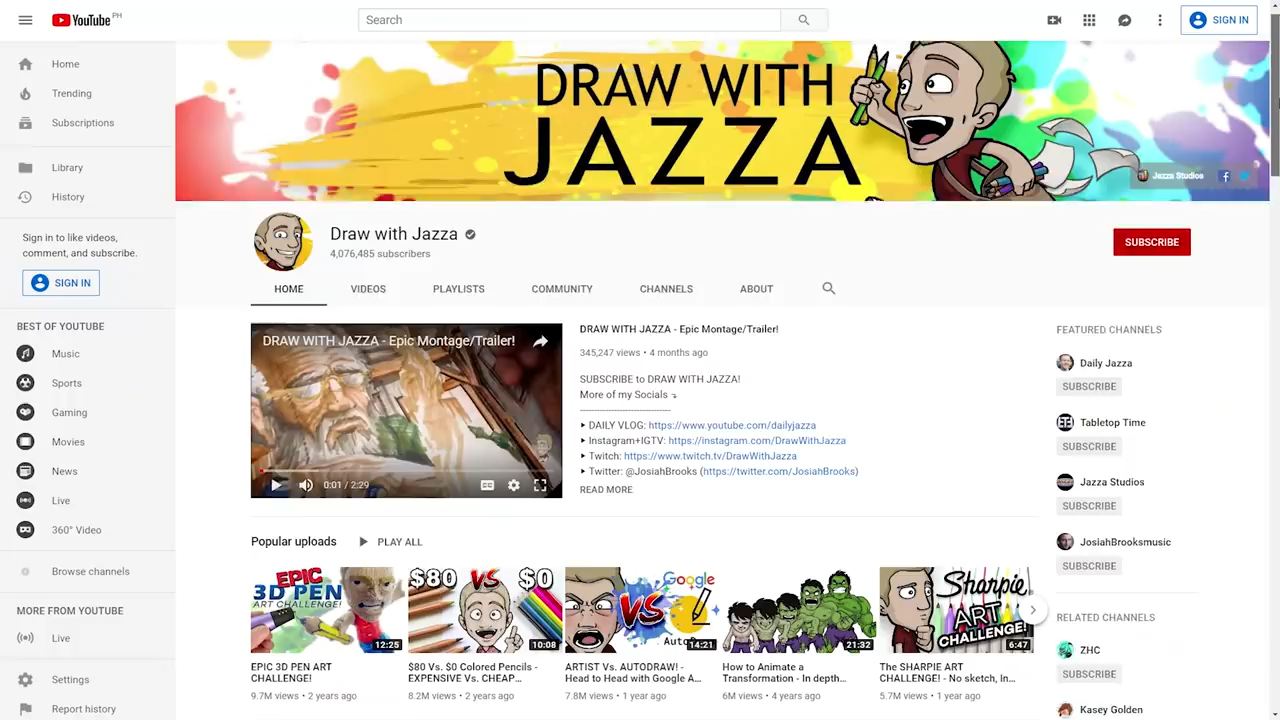 YouTube PH
Search
SIGN IN
Home
Trending
Subscriptions
Library
History
Sign in to like videos,
comment, and subscribe.
SIGN IN
BEST OF YOUTUBE
Music
Sports
Gaming
Movies
News
Live
360° Video
Browse channels
MORE FROM YOUTUBE
Live
Settings
Report history
DRAW WITH
JAZZA
Jazza Studios
Draw with Jazza
4,076,485 subscribers
SUBSCRIBE
HOME VIDEOS PLAYLISTS COMMUNITY CHANNELS ABOUT
DRAW WITH JAZZA - Epic Montage/Trailer!
0:01 / 2:29
DRAW WITH JAZZA - Epic Montage/Trailer!
345,247 views • 4 months ago
SUBSCRIBE to DRAW WITH JAZZA!
More of my Socials ⤵
--------------------------------
▸ DAILY VLOG: https://www.youtube.com/dailyjazza
▸ Instagram+IGTV: https://instagram.com/DrawWithJazza
▸ Twitch: https://www.twitch.tv/DrawWithJazza
▸ Twitter: @JosiahBrooks (https://twitter.com/JosiahBrooks)
READ MORE
Popular uploads PLAY ALL
EPIC
3D PEN
ART CHALLENGE!
12:25
EPIC 3D PEN ART
CHALLENGE!
9.7M views • 2 years ago
$80 VS $0
10:08
$80 Vs. $0 Colored Pencils -
EXPENSIVE Vs. CHEAP...
8.2M views • 2 years ago
VS Google
14:21
ARTIST Vs. AUTODRAW! -
Head to Head with Google A...
7.8M views • 1 year ago
21:32
How to Animate a
Transformation - In depth...
6M views • 4 years ago
Sharpie
ART
CHALLENGE!
6:47
The SHARPIE ART
CHALLENGE! - No sketch, In...
5.7M views • 1 year ago
FEATURED CHANNELS
Daily Jazza
SUBSCRIBE
Tabletop Time
SUBSCRIBE
Jazza Studios
SUBSCRIBE
JosiahBrooksmusic
SUBSCRIBE
RELATED CHANNELS
ZHC
SUBSCRIBE
Kasey Golden